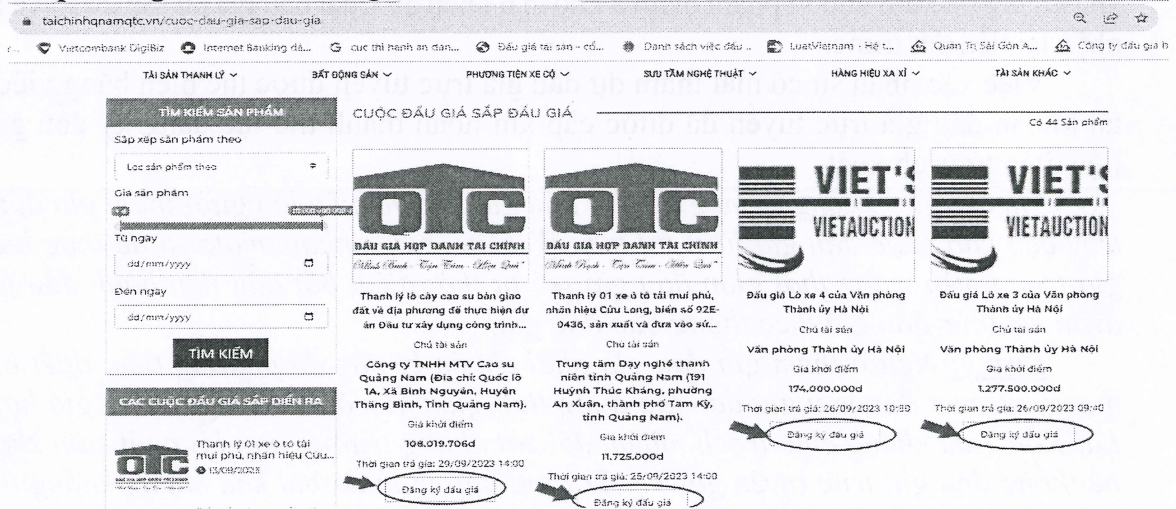 taichinhqnamqtc.vn/cuoc-dau-gia-sap-dau-gia
Vietcombank DigiBiz
Internet Banking dà...
cuc thi hanh an dan...
Đấu giá tài sản - cổ...
Danh sách việc đấu ...
LuatVietnam - Hệ t...
Quản Trị Sài Gòn A...
Công ty đấu giá h
TÀI SẢN THANH LÝ
BẤT ĐỘNG SẢN
PHƯƠNG TIỆN XE CỘ
SƯU TẦM NGHỆ THUẬT
HÀNG HIỆU XA XỈ
TÀI SẢN KHÁC
TÌM KIẾM SẢN PHẨM
Sắp xếp sản phẩm theo
Lọc sản phẩm theo
Giá sản phẩm
Từ ngày
dd/mm/yyyy
Đến ngày
dd/mm/yyyy
TÌM KIẾM
CÁC CUỘC ĐẤU GIÁ SẮP DIỄN RA
QTC
Thanh lý 01 xe ô tô tải
mui phủ, nhãn hiệu Cửu...
CUỘC ĐẤU GIÁ SẮP ĐẤU GIÁ
Có 44 Sản phẩm
QTC
ĐẤU GIÁ HỢP DANH TÀI CHÍNH
Minh Bạch - Tận Tâm - Hiệu Quả
Thanh lý lô cây cao su bàn giao
đất về địa phương để thực hiện dự
án Đầu tư xây dựng công trình...
Chủ tài sản
Công ty TNHH MTV Cao su
Quảng Nam (Địa chỉ: Quốc lộ
1A, Xã Bình Nguyên, Huyện
Thăng Bình, Tỉnh Quảng Nam).
Giá khởi điểm
108.019.706đ
Thời gian trả giá: 29/09/2023 14:00
Đăng ký đấu giá
QTC
ĐẤU GIÁ HỢP DANH TÀI CHÍNH
Minh Bạch - Tận Tâm - Hiệu Quả
Thanh lý 01 xe ô tô tải mui phủ,
nhãn hiệu Cửu Long, biển số 92E-
0436, sản xuất và đưa vào sử...
Chủ tài sản
Trung tâm Dạy nghề thanh
niên tỉnh Quảng Nam (191
Huỳnh Thúc Kháng, phường
An Xuân, thành phố Tam Kỳ,
tỉnh Quảng Nam).
Giá khởi điểm
11.725.000đ
Thời gian trả giá: 25/09/2023 14:00
Đăng ký đấu giá
VIET'S
VIETAUCTION
Đấu giá Lô xe 4 của Văn phòng
Thành ủy Hà Nội
Chủ tài sản
Văn phòng Thành ủy Hà Nội
Giá khởi điểm
174.000.000đ
Thời gian trả giá: 26/09/2023 10:30
Đăng ký đấu giá
VIET'S
VIETAUCTION
Đấu giá Lô xe 3 của Văn phòng
Thành ủy Hà Nội
Chủ tài sản
Văn phòng Thành ủy Hà Nội
Giá khởi điểm
1.277.500.000đ
Thời gian trả giá: 26/09/2023 09:40
Đăng ký đấu giá